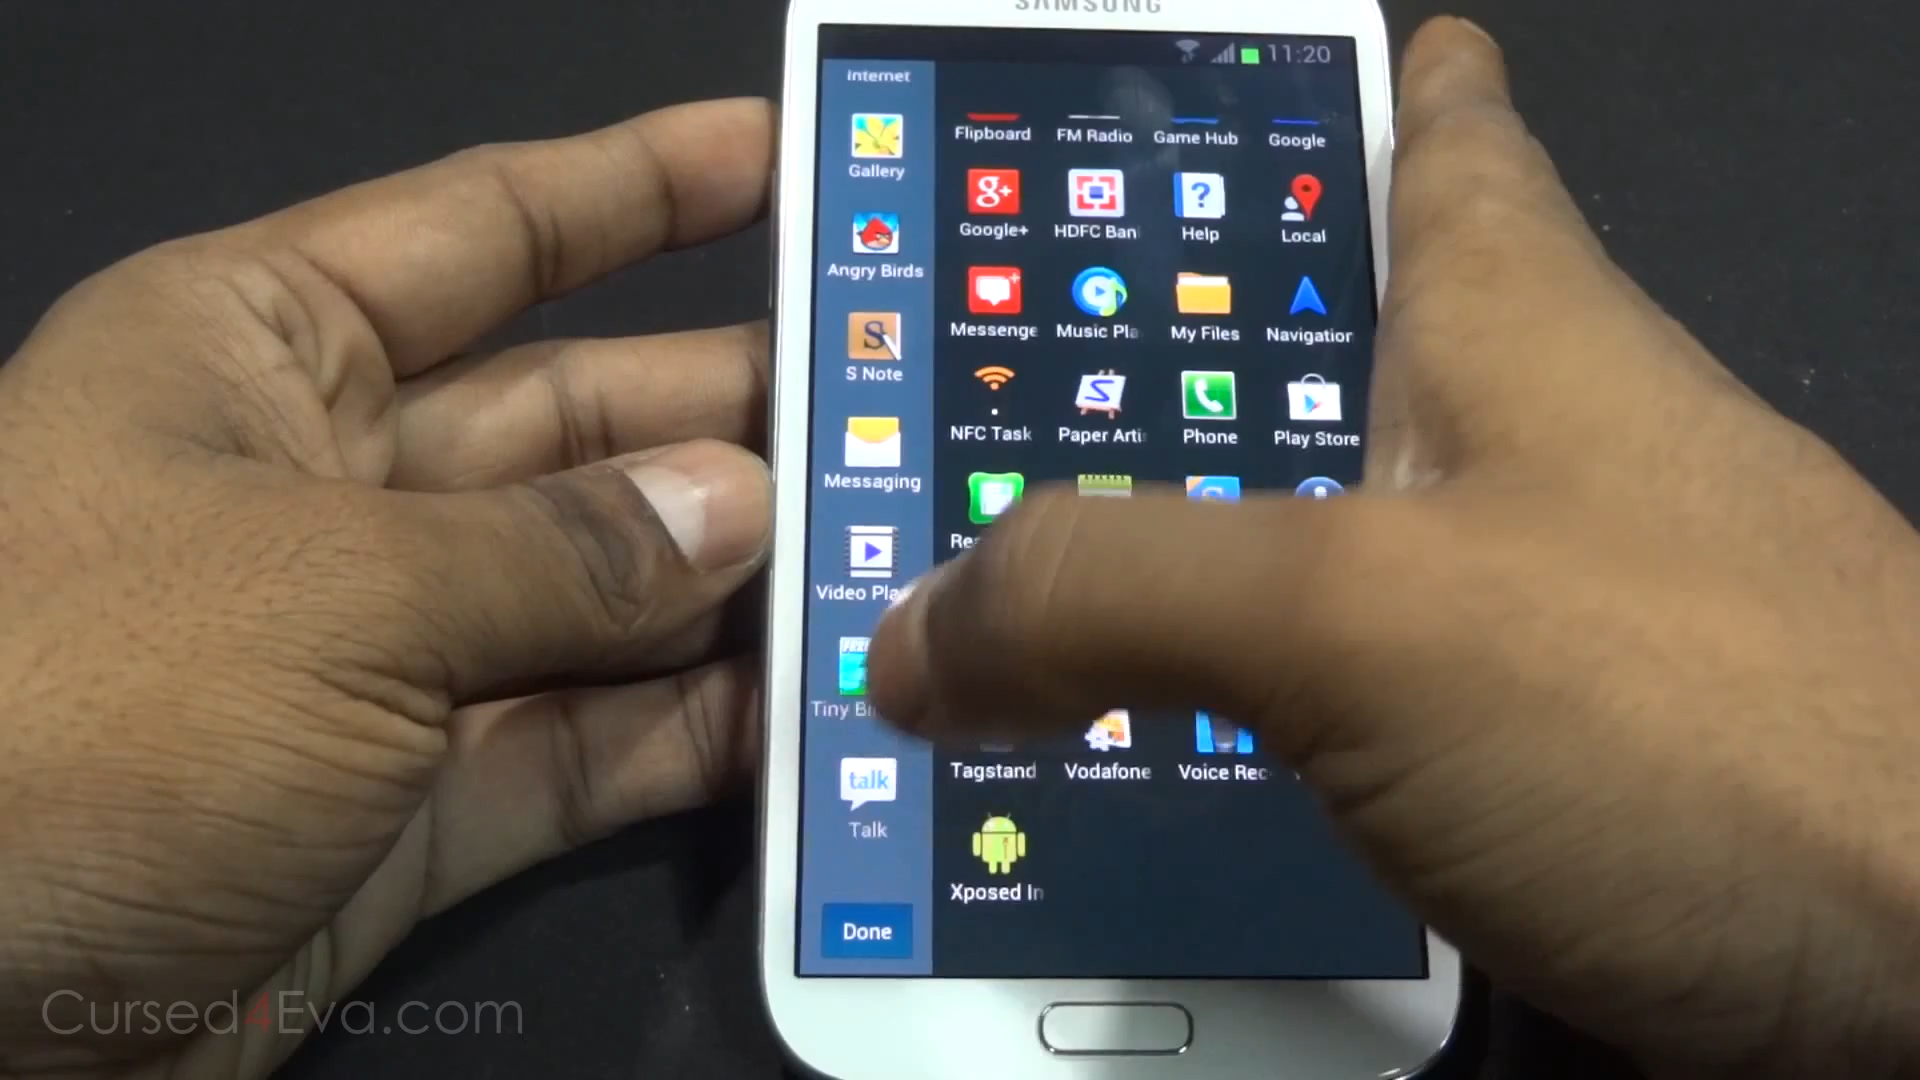 SAMSUNG
11:20
Internet
Gallery
Angry Birds
S Note
Messaging
Video Pla
Tiny Bi
talk
Talk
Done
Flipboard FM Radio Game Hub Google
g+ ?
Google+ HDFC Ban Help Local
Messenge Music Pla My Files Navigation
S
NFC Task Paper Arti Phone Play Store
Tagstand Vodafone Voice Rec
Xposed In
Cursed4Eva.com